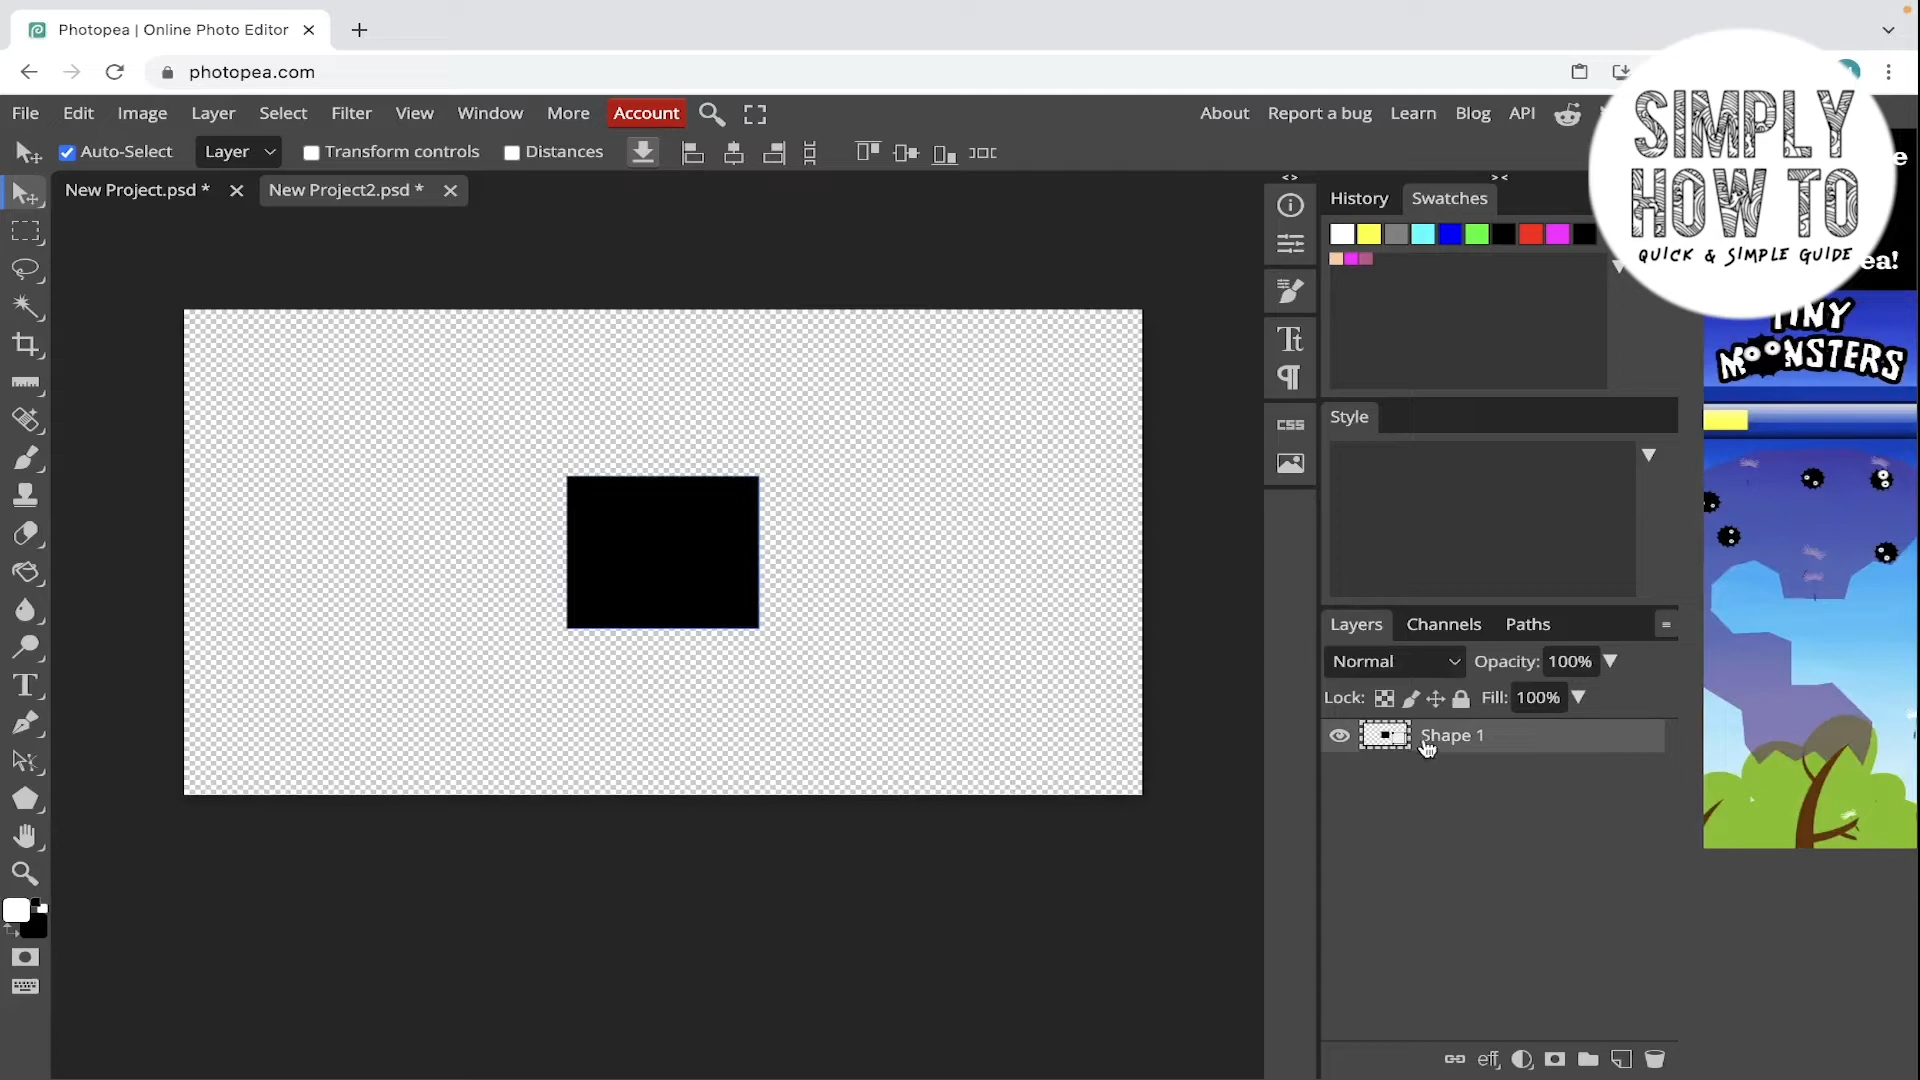 Photopea | Online Photo Editor
photopea.com
File Edit Image Layer Select Filter View Window More Account
About Report a bug Learn Blog API
Auto-Select Layer Transform controls Distances
New Project.psd *
New Project2.psd *
History Swatches
Style
CSS
Layers Channels Paths
Normal Opacity: 100%
Lock: Fill: 100%
Shape 1
eff
SIMPLY
HOW TO
QUICK & SIMPLE GUIDE
TINY
MOONSTERS